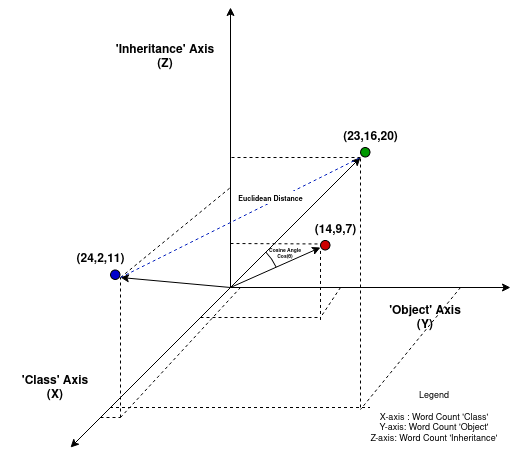 'Inheritance' Axis
(Z)
(23,16,20)
Euclidean Distance
(14,9,7)
Cosine Angle
Cos(θ)
(24,2,11)
'Object' Axis
(Y)
'Class' Axis
(X)
Legend
X-axis : Word Count 'Class'
Y-axis: Word Count 'Object'
Z-axis: Word Count 'Inheritance'